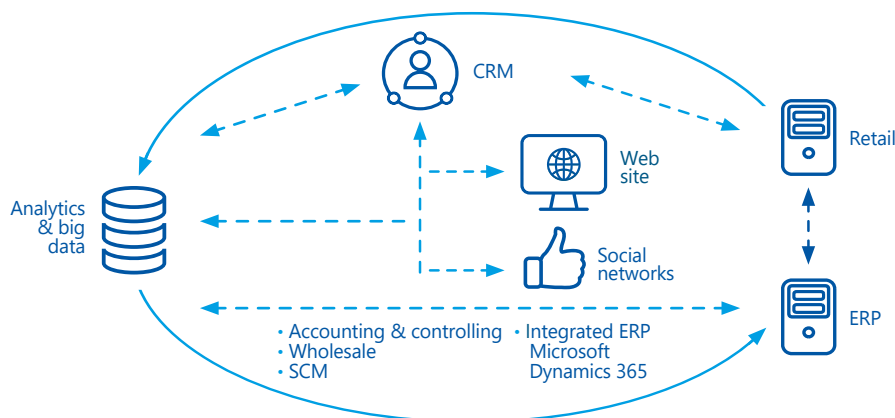 CRM
Retail
Web
site
Analytics
& big
data
Social
networks
ERP
• Accounting & controlling
• Wholesale
• SCM
• Integrated ERP
Microsoft
Dynamics 365